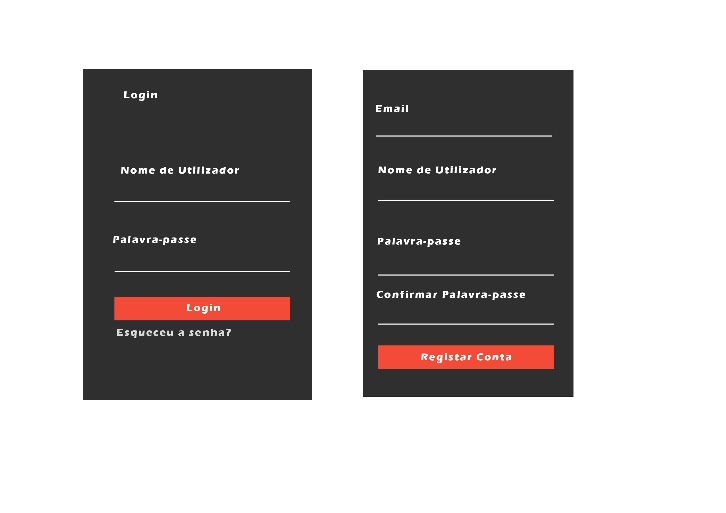 Login
Nome de Utilizador
Palavra-passe
Login
Esqueceu a senha?
Email
Nome de Utilizador
Palavra-passe
Confirmar Palavra-passe
Registar Conta